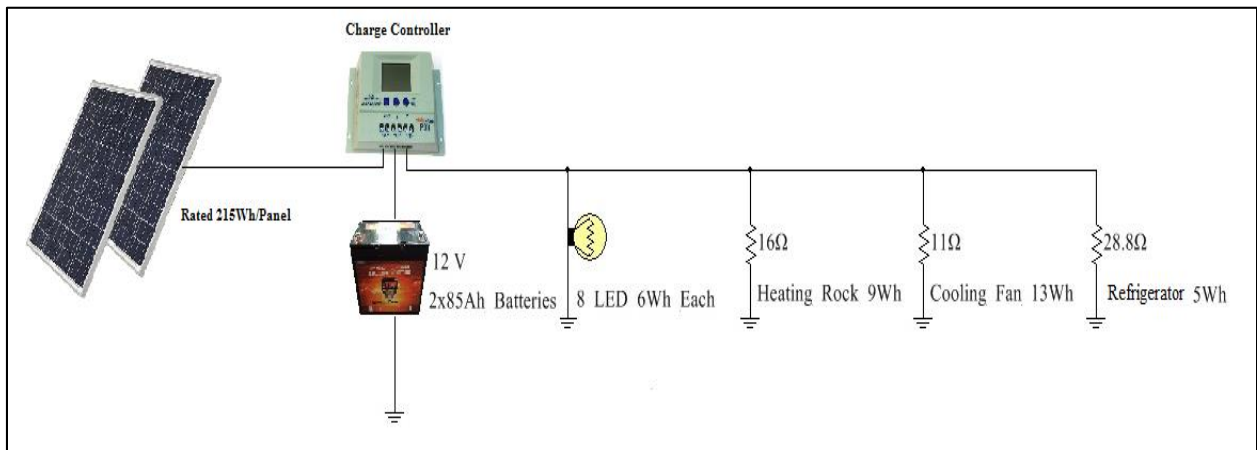 Charge Controller
Rated 215Wh/Panel
12 V
2x85Ah Batteries
8 LED 6Wh Each
16Ω
Heating Rock 9Wh
11Ω
Cooling Fan 13Wh
28.8Ω
Refrigerator 5Wh